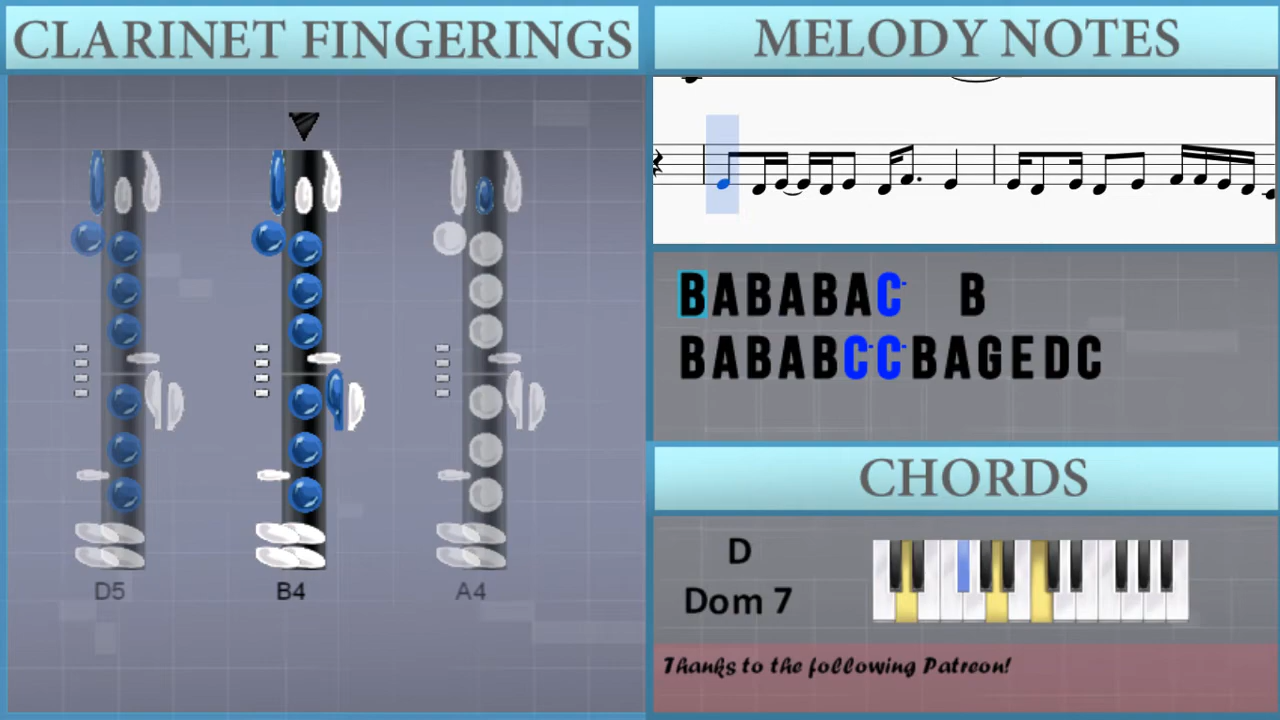 CLARINET FINGERINGS
D5
B4
A4
MELODY NOTES
BABABAC B
BABABCCBAGEDC
CHORDS
D
Dom 7
Thanks to the following Patreon!